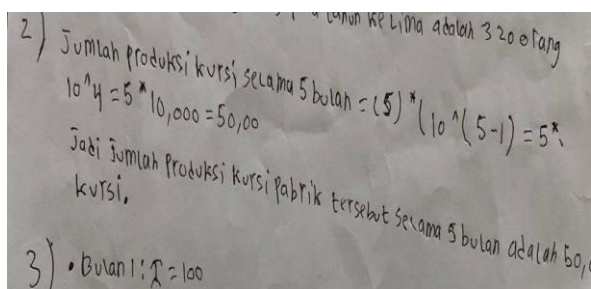 tahun ke Lima adalah 320 orang
2) Jumlah Produksi kursi selama 5 bulan = (5) * (10^(5-1) = 5*
10^4 = 5 * 10,000 = 50,00
Jadi Jumlah Produksi kursi Pabrik tersebut selama 5 bulan adalah 50,
kursi.
3) • Bulan 1: I = 100